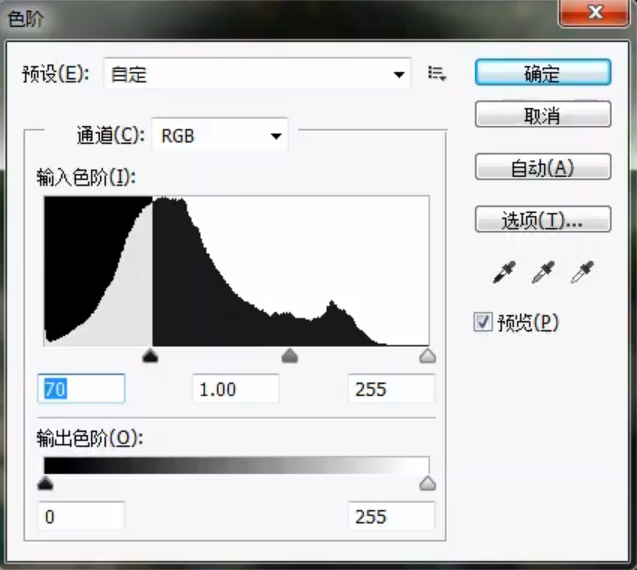 色阶
预设(E): 自定
确定
取消
通道(C): RGB
自动(A)
输入色阶(I):
选项(T)...
预览(P)
70 1.00 255
输出色阶(O):
0 255